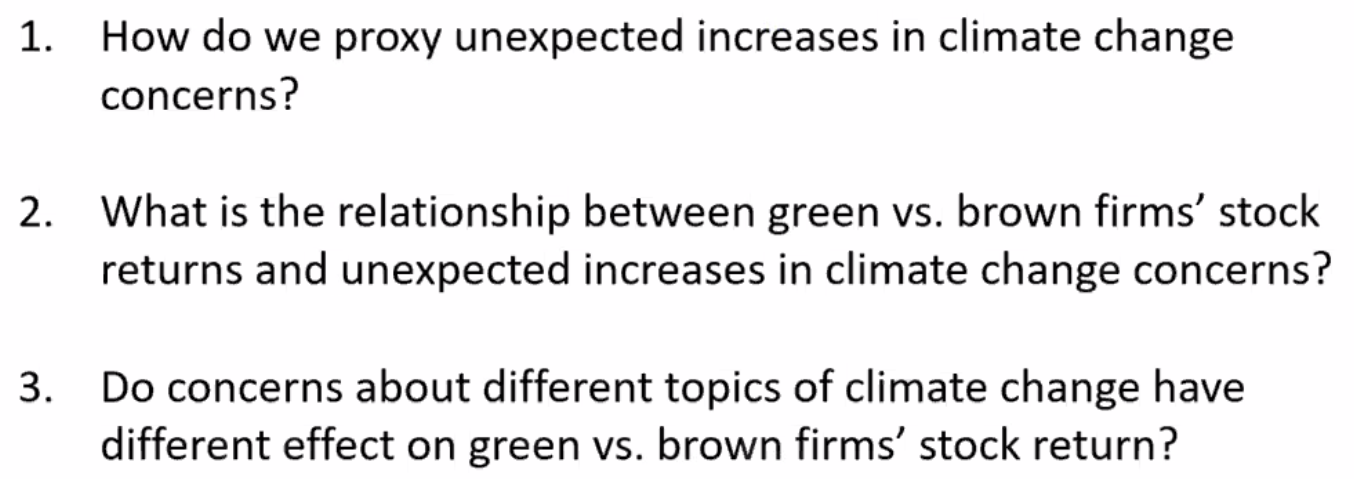 1. How do we proxy unexpected increases in climate change
concerns?
2. What is the relationship between green vs. brown firms’ stock
returns and unexpected increases in climate change concerns?
3. Do concerns about different topics of climate change have
different effect on green vs. brown firms’ stock return?